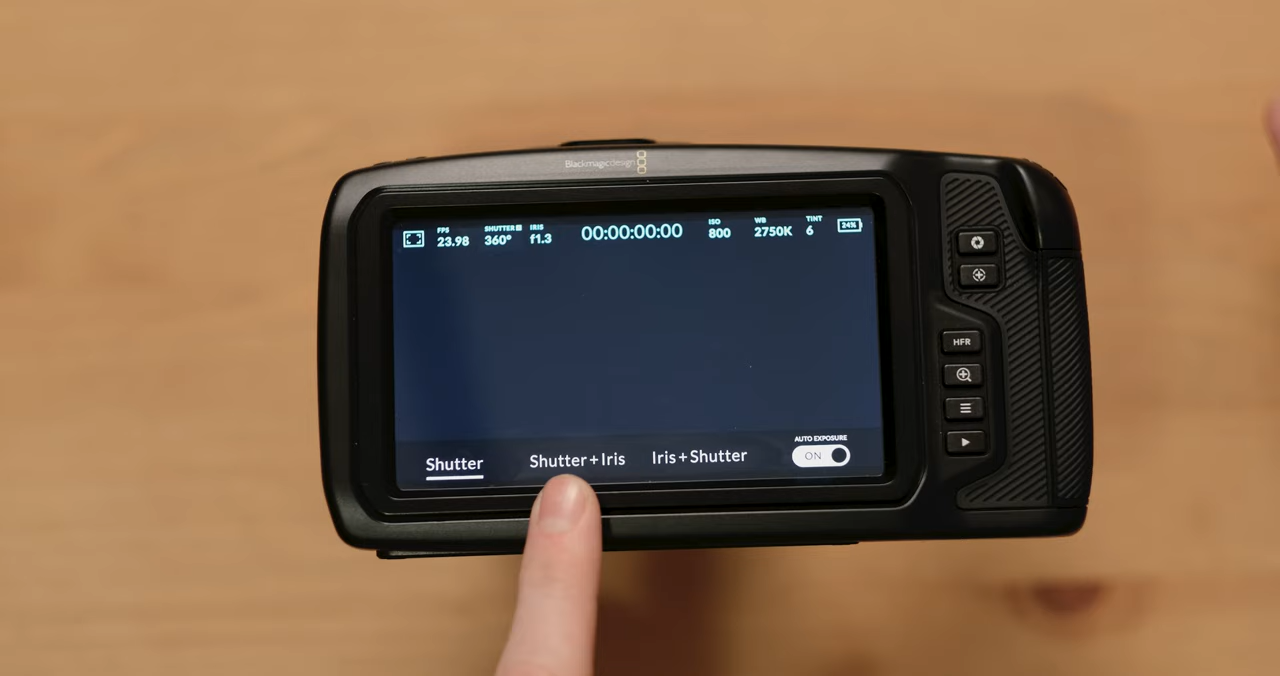 Blackmagicdesign
FPS
23.98
SHUTTER
360°
IRIS
f1.3
00:00:00:00
ISO
800
WB
2750K
TINT
6
24%
HFR
AUTO EXPOSURE
Shutter
Shutter+Iris
Iris+Shutter
ON